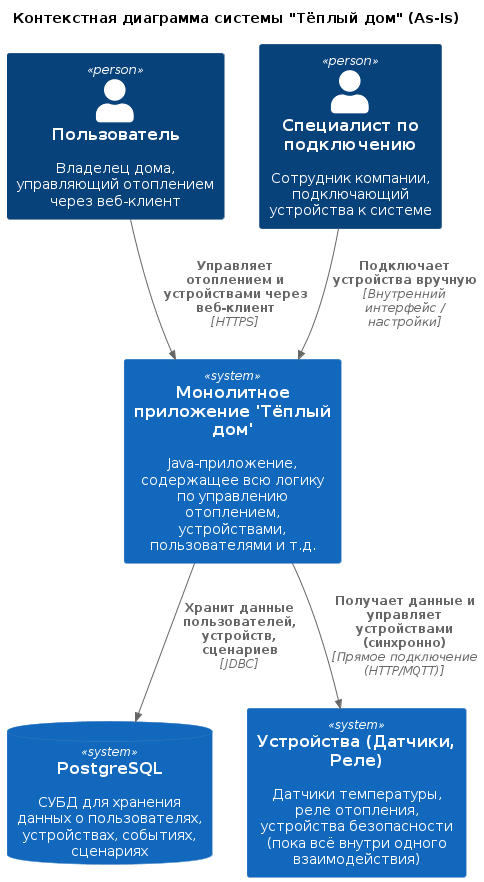 Контекстная диаграмма системы "Тёплый дом" (As-Is)
«person»
Пользователь
Владелец дома,
управляющий отоплением
через веб-клиент
«person»
Специалист по
подключению
Сотрудник компании,
подключающий
устройства к системе
Управляет
отоплением и
устройствами через
веб-клиент
[HTTPS]
Подключает
устройства вручную
[Внутренний
интерфейс /
настройки]
«system»
Монолитное
приложение 'Тёплый
дом'
Java-приложение,
содержащее всю логику
по управлению
отоплением,
устройствами,
пользователями и т.д.
Хранит данные
пользователей,
устройств,
сценариев
[JDBC]
Получает данные и
управляет
устройствами
(синхронно)
[Прямое подключение
(HTTP/MQTT)]
«system»
PostgreSQL
СУБД для хранения
данных о пользователях,
устройствах, событиях,
сценариях
«system»
Устройства (Датчики,
Реле)
Датчики температуры,
реле отопления,
устройства безопасности
(пока всё внутри одного
взаимодействия)